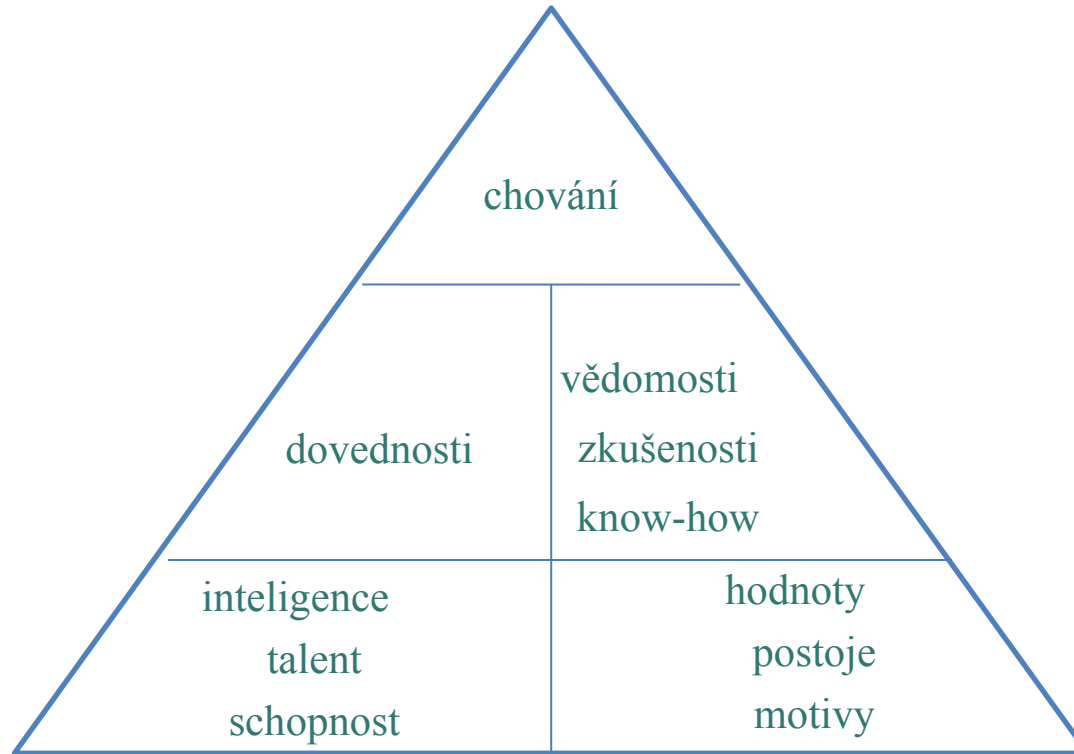 chování
dovednosti
vědomosti
zkušenosti
know-how
inteligence
talent
schopnost
hodnoty
postoje
motivy